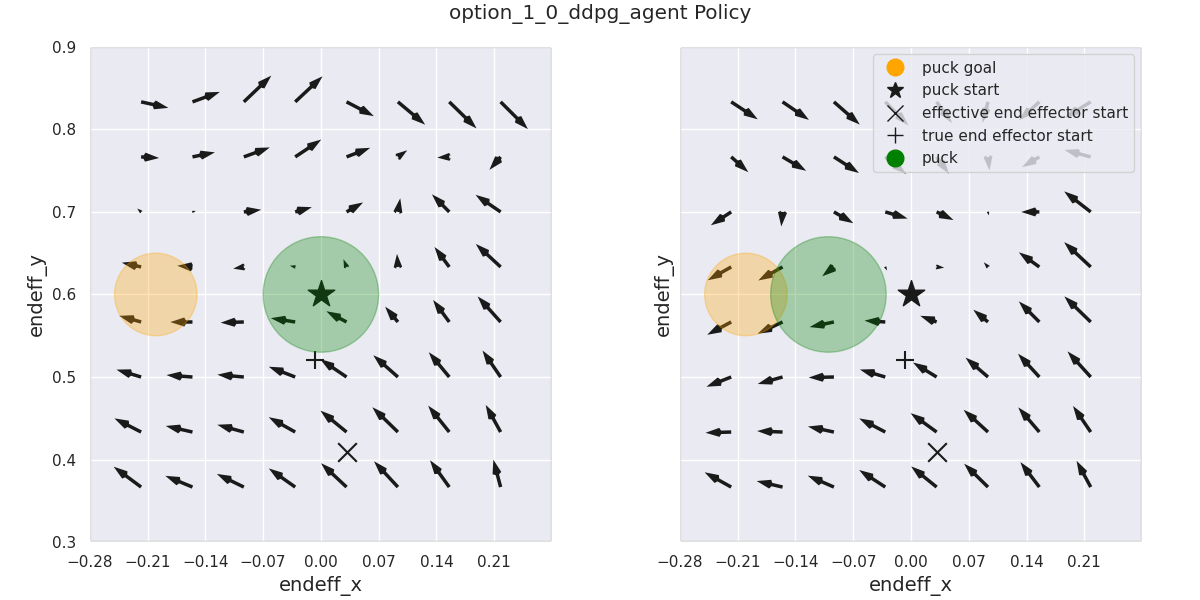 option_1_0_ddpg_agent Policy
endeff_y
0.9
0.8
0.7
0.6
0.5
0.4
0.3
−0.28 −0.21 −0.14 −0.07 0.00 0.07 0.14 0.21
endeff_x
endeff_y
puck goal
puck start
effective end effector start
true end effector start
puck
−0.28 −0.21 −0.14 −0.07 0.00 0.07 0.14 0.21
endeff_x